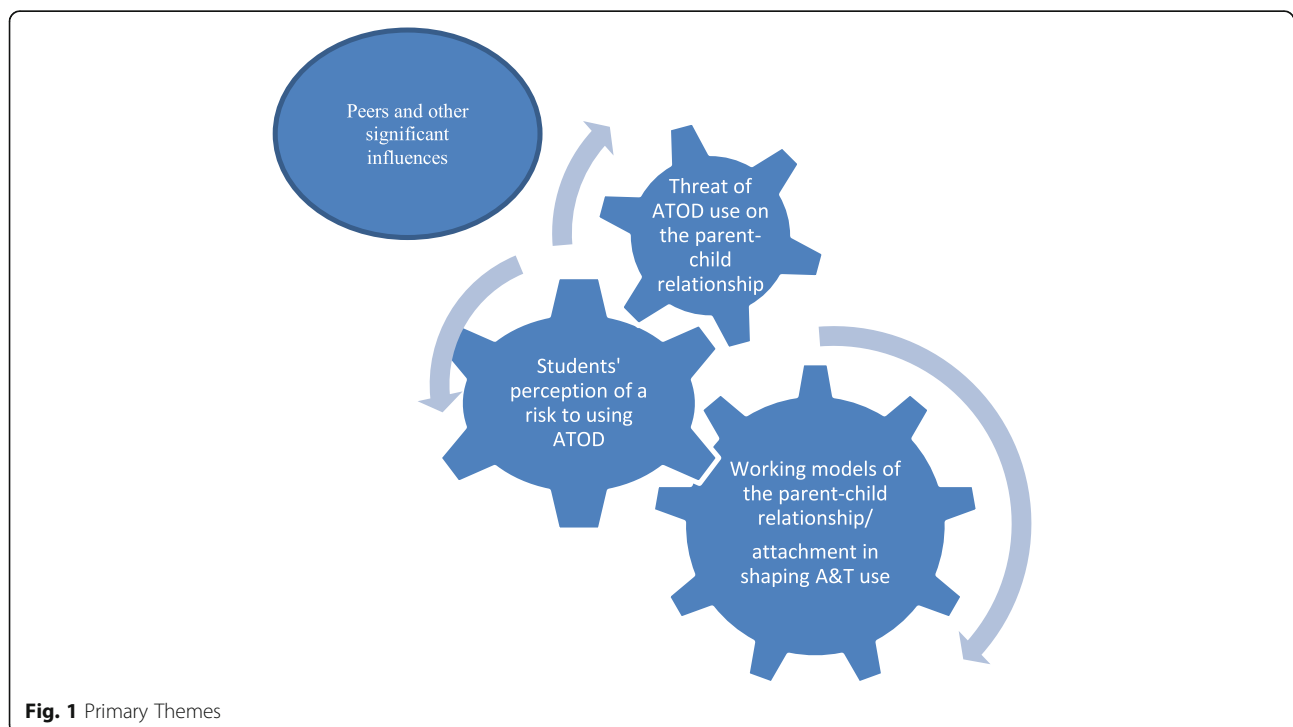 Peers and other
significant
influences
Threat of
ATOD use on
the parent-
child
relationship
Students'
perception of a
risk to using
ATOD
Working models of
the parent-child
relationship/
attachment in
shaping A&T use
Fig. 1 Primary Themes